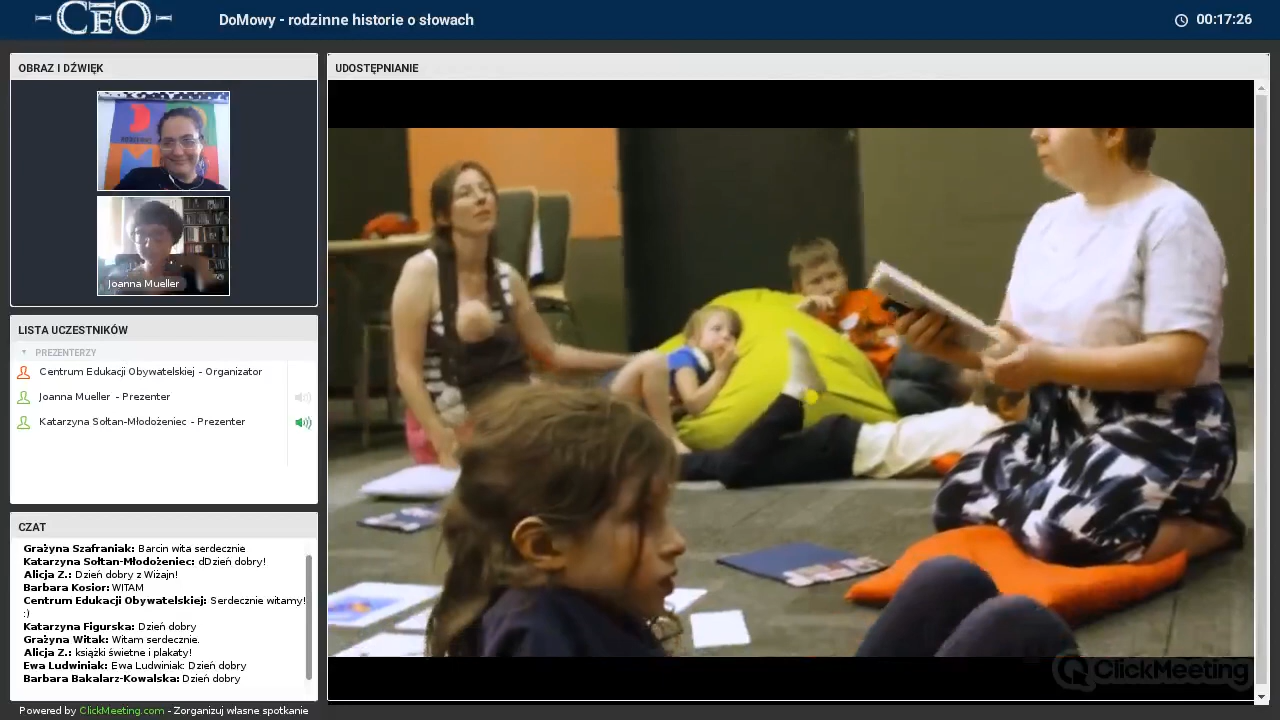 CEO
DoMowy - rodzinne historie o słowach
00:17:26
OBRAZ I DŹWIĘK
UDOSTĘPNIANIE
Joanna Mueller
LISTA UCZESTNIKÓW
PREZENTERZY
Centrum Edukacji Obywatelskiej - Organizator
Joanna Mueller - Prezenter
Katarzyna Sołtan-Młodożeniec - Prezenter
CZAT
Grażyna Szafraniak: Barcin wita serdecznie
Katarzyna Sołtan-Młodożeniec: dDzień dobry!
Alicja Z.: Dzień dobry z Wizajn!
Barbara Kosior: WITAM
Centrum Edukacji Obywatelskiej: Serdecznie witamy!
:)
Katarzyna Figurska: Dzień dobry
Grażyna Witak: Witam serdecznie.
Alicja Z.: książki świetne i plakaty!
Ewa Ludwiniak: Ewa Ludwiniak: Dzień dobry
Barbara Bakalarz-Kowalska: Dzień dobry
ClickMeeting
Powered by ClickMeeting.com - Zorganizuj własne spotkanie